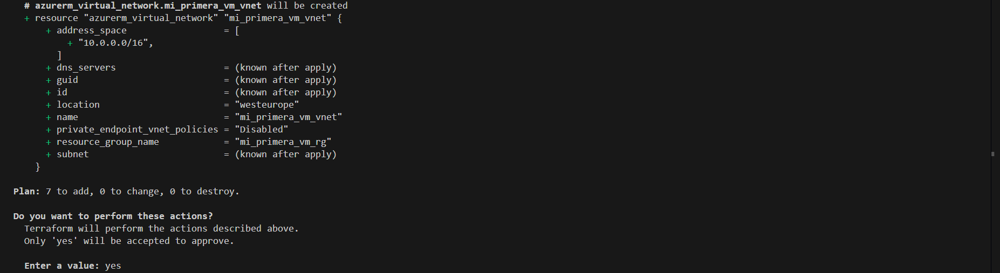 # azurerm_virtual_network.mi_primera_vm_vnet will be created
+ resource "azurerm_virtual_network" "mi_primera_vm_vnet" {
+ address_space = [
+ "10.0.0.0/16",
]
+ dns_servers = (known after apply)
+ guid = (known after apply)
+ id = (known after apply)
+ location = "westeurope"
+ name = "mi_primera_vm_vnet"
+ private_endpoint_vnet_policies = "Disabled"
+ resource_group_name = "mi_primera_vm_rg"
+ subnet = (known after apply)
}
Plan: 7 to add, 0 to change, 0 to destroy.
Do you want to perform these actions?
Terraform will perform the actions described above.
Only 'yes' will be accepted to approve.
Enter a value: yes